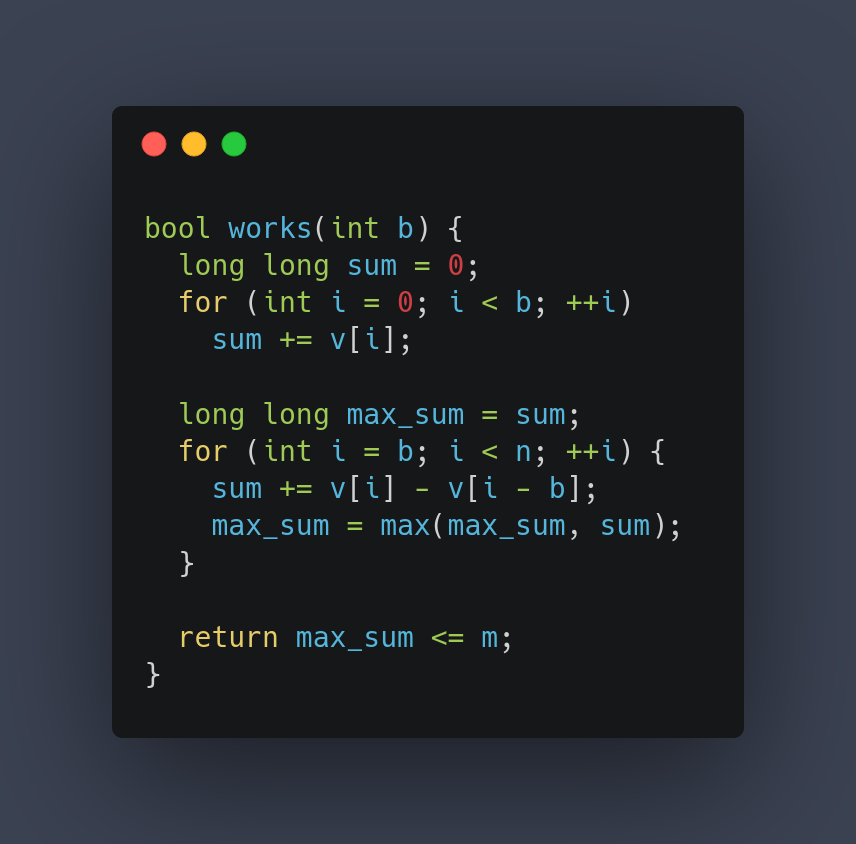 bool works(int b) {
  long long sum = 0;
  for (int i = 0; i < b; ++i)
    sum += v[i];

  long long max_sum = sum;
  for (int i = b; i < n; ++i) {
    sum += v[i] - v[i - b];
    max_sum = max(max_sum, sum);
  }

  return max_sum <= m;
}